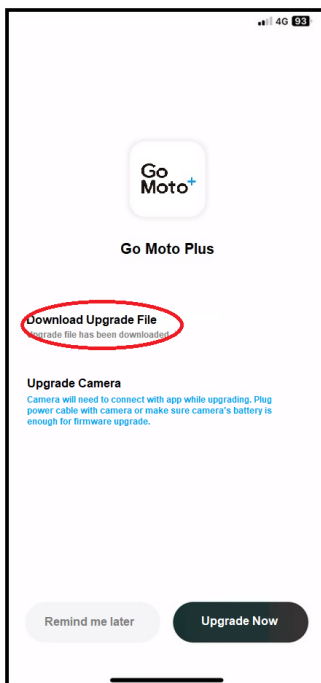 4G 93
Go
Moto+
Go Moto Plus
Download Upgrade File
Upgrade file has been downloaded
Upgrade Camera
Camera will need to connect with app while upgrading. Plug
power cable with camera or make sure camera's battery is
enough for firmware upgrade.
Remind me later
Upgrade Now